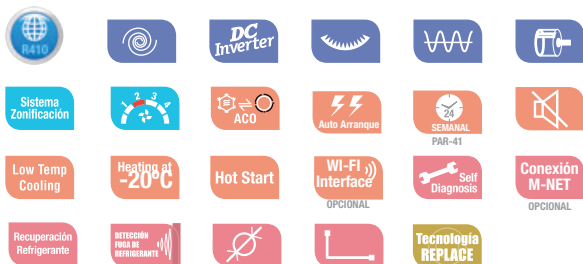 R410
DC
Inverter
Sistema
Zonificación
1 2 3 4
ACO
Auto Arranque
24
SEMANAL
PAR-41
Low Temp
Cooling
Heating at
-20°C
Hot Start
WI-FI
Interface
OPCIONAL
Self
Diagnosis
Conexión
M-NET
OPCIONAL
Recuperación
Refrigerante
DETECCIÓN
FUGA DE
REFRIGERANTE
Tecnología
REPLACE